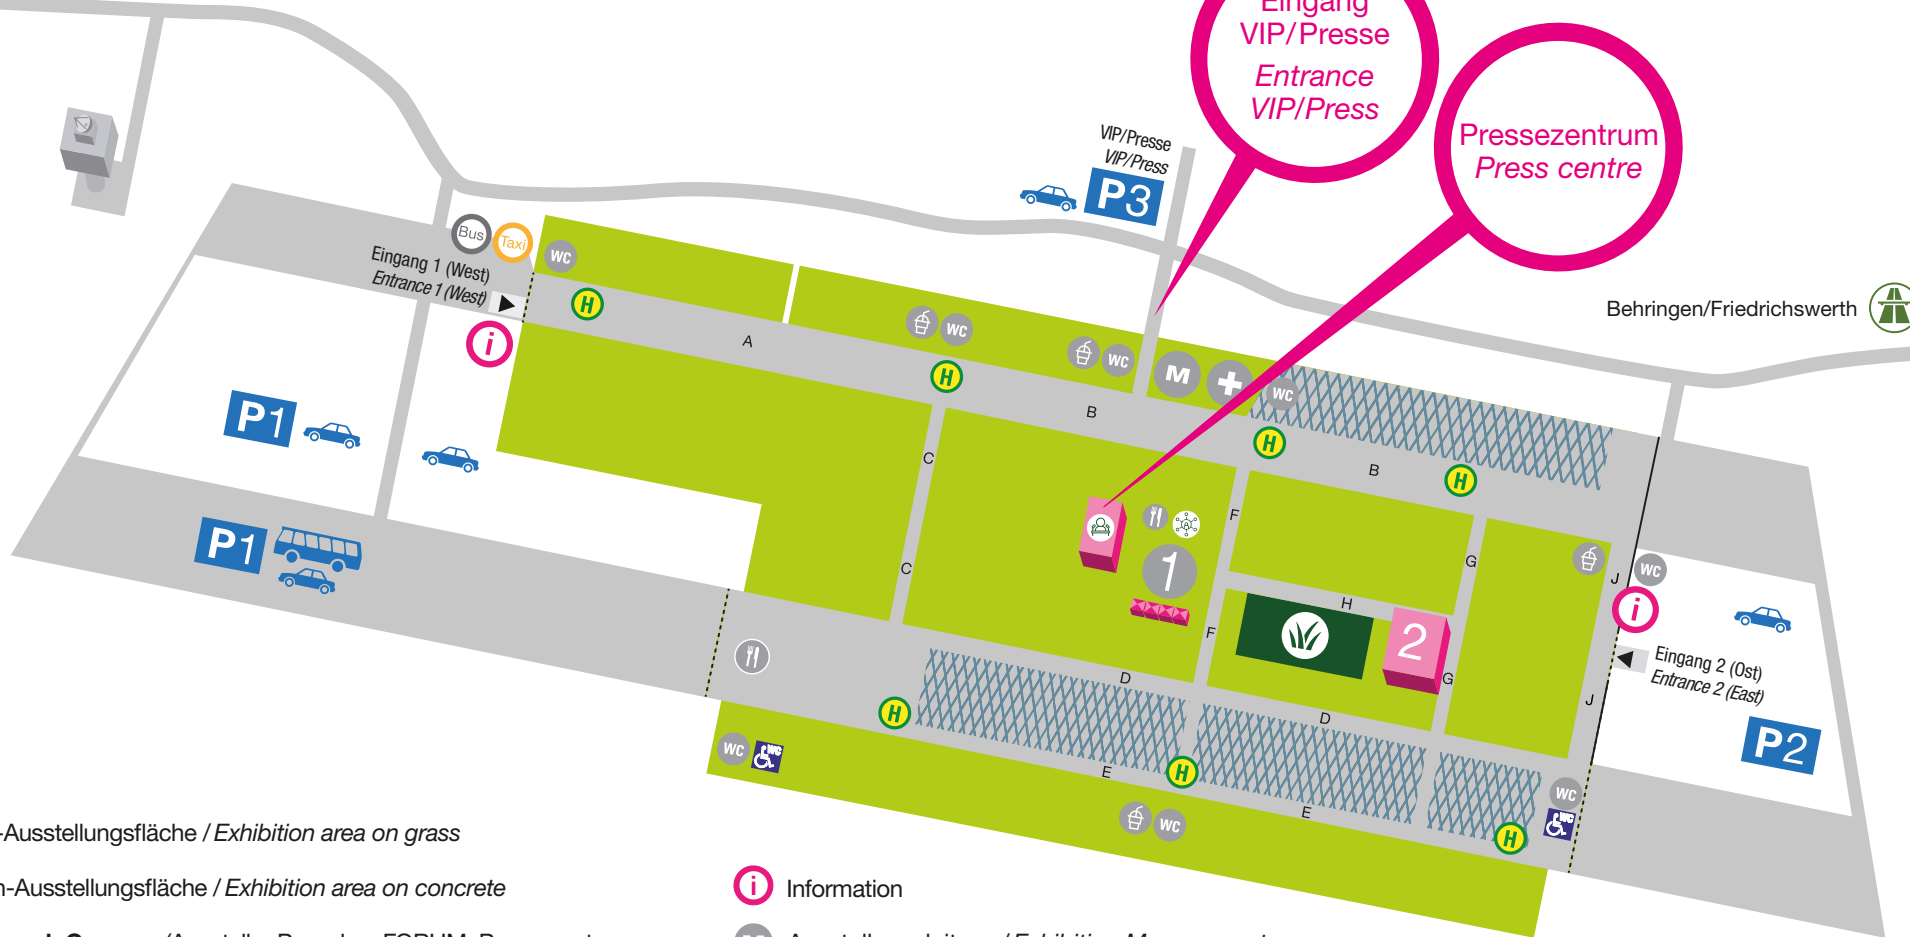 Eingang
VIP/Presse
Entrance
VIP/Press
Pressezentrum
Press centre
VIP/Presse
VIP/Press
P3
Bus
Taxi
WC
Eingang 1 (West)
Entrance 1 (West)
H
i
Behringen/Friedrichswerth
WC
WC
M
WC
A
H
B
P1
H
B
H
C
F
G
C
1
J
WC
P1
H
i
F
2
Eingang 2 (Ost)
Entrance 2 (East)
D
G
J
H
D
P2
WC
WC
E
H
WC
WC
E
WC
H
-Ausstellungsfläche / Exhibition area on grass
n-Ausstellungsfläche / Exhibition area on concrete
i Information